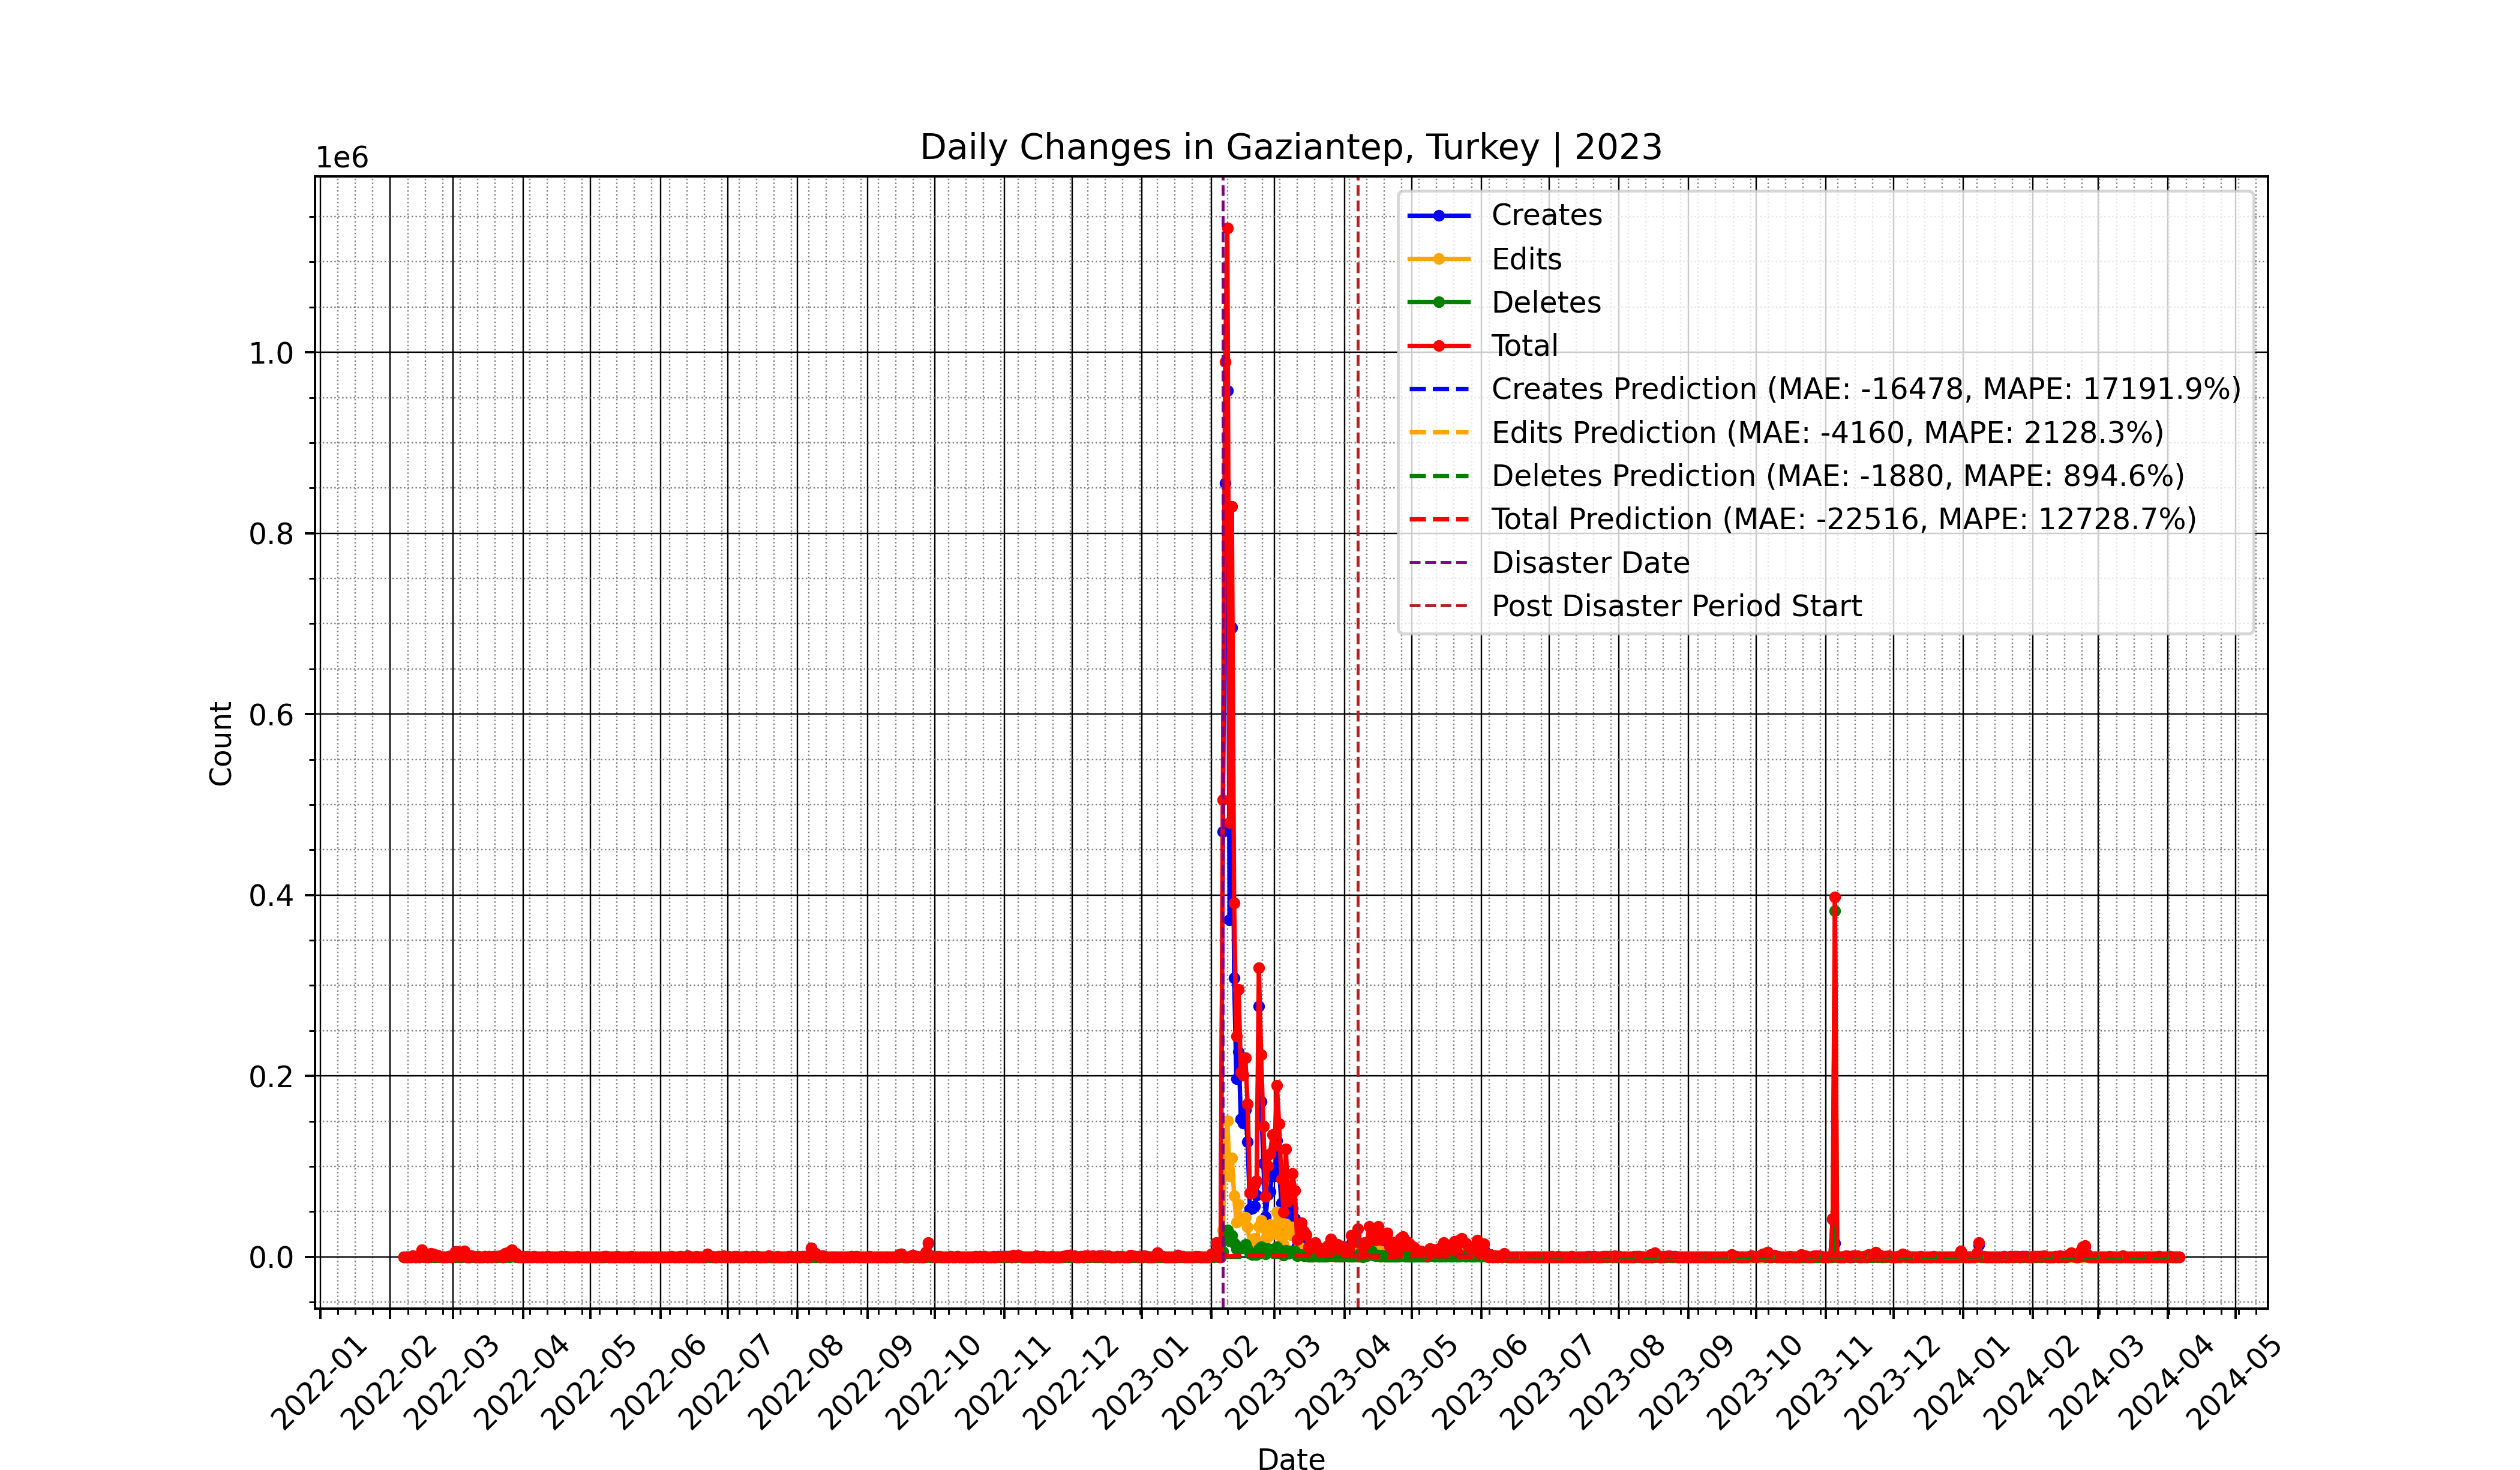 Daily Changes in Gaziantep, Turkey | 2023
1e6
Creates
Edits
Deletes
Total
Creates Prediction (MAE: -16478, MAPE: 17191.9%)
Edits Prediction (MAE: -4160, MAPE: 2128.3%)
Deletes Prediction (MAE: -1880, MAPE: 894.6%)
Total Prediction (MAE: -22516, MAPE: 12728.7%)
Disaster Date
Post Disaster Period Start
1.0
0.8
0.6
0.4
0.2
0.0
Count
2022-01
2022-02
2022-03
2022-04
2022-05
2022-06
2022-07
2022-08
2022-09
2022-10
2022-11
2022-12
2023-01
2023-02
2023-03
2023-04
2023-05
2023-06
2023-07
2023-08
2023-09
2023-10
2023-11
2023-12
2024-01
2024-02
2024-03
2024-04
2024-05
Date